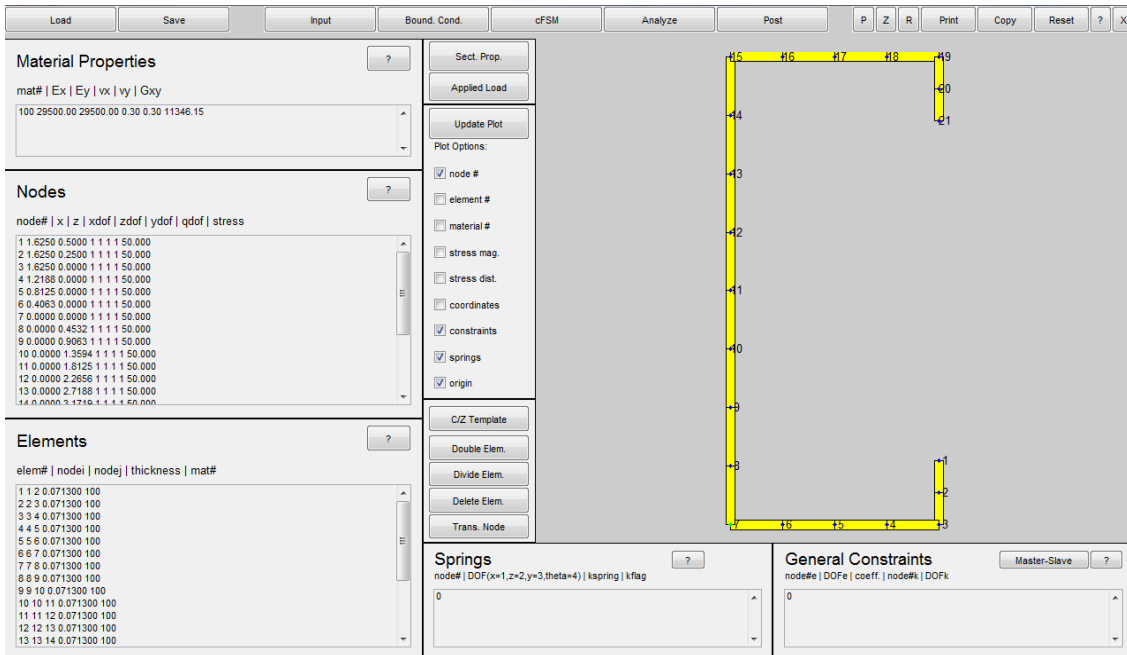 Load Save Input Bound. Cond. cFSM Analyze Post P Z R Print Copy Reset ? X
Material Properties ?
mat# | Ex | Ey | vx | vy | Gxy
100 29500.00 29500.00 0.30 0.30 11346.15
Nodes ?
node# | x | z | xdof | zdof | ydof | qdof | stress
1 1.6250 0.5000 1 1 1 1 50.000
2 1.6250 0.2500 1 1 1 1 50.000
3 1.6250 0.0000 1 1 1 1 50.000
4 1.2188 0.0000 1 1 1 1 50.000
5 0.8125 0.0000 1 1 1 1 50.000
6 0.4063 0.0000 1 1 1 1 50.000
7 0.0000 0.0000 1 1 1 1 50.000
8 0.0000 0.4532 1 1 1 1 50.000
9 0.0000 0.9063 1 1 1 1 50.000
10 0.0000 1.3594 1 1 1 1 50.000
11 0.0000 1.8125 1 1 1 1 50.000
12 0.0000 2.2656 1 1 1 1 50.000
13 0.0000 2.7188 1 1 1 1 50.000
14 0.0000 3.1719 1 1 1 1 50.000
Elements ?
elem# | nodei | nodej | thickness | mat#
1 1 2 0.071300 100
2 2 3 0.071300 100
3 3 4 0.071300 100
4 4 5 0.071300 100
5 5 6 0.071300 100
6 6 7 0.071300 100
7 7 8 0.071300 100
8 8 9 0.071300 100
9 9 10 0.071300 100
10 10 11 0.071300 100
11 11 12 0.071300 100
12 12 13 0.071300 100
13 13 14 0.071300 100
Sect. Prop.
Applied Load
Update Plot
Plot Options:
node #
element #
material #
stress mag.
stress dist.
coordinates
constraints
springs
origin
C/Z Template
Double Elem.
Divide Elem.
Delete Elem.
Trans. Node
15 16 17 18 19
20
14 21
13
12
11
10
9
8 1
2
7 6 5 4 3
Springs ?
node# | DOF(x=1,z=2,y=3,theta=4) | kspring | kflag
0
General Constraints Master-Slave ?
node#e | DOFe | coeff. | node#k | DOFk
0